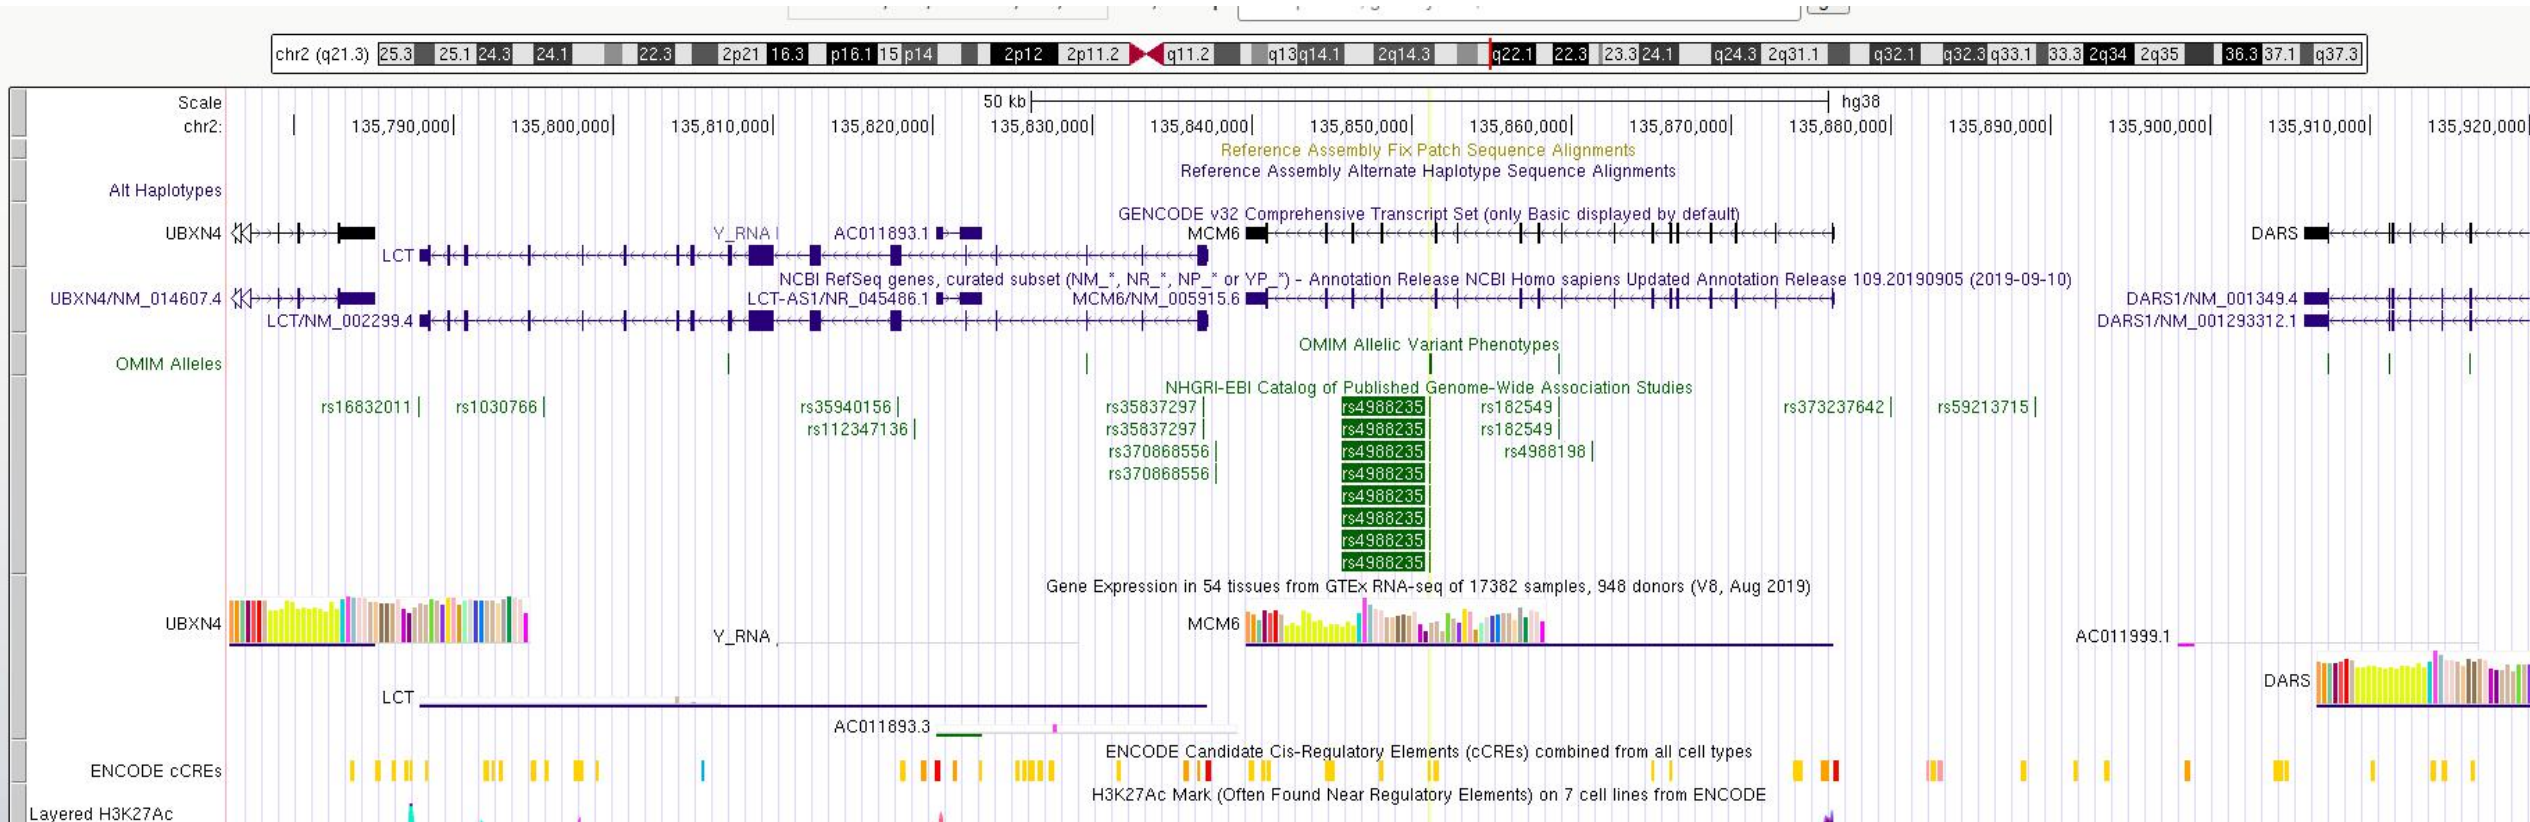 chr2 (q21.3) 25.3 25.1 24.3 24.1 22.3 2p21 16.3 p16.1 15 p14 2p12 2p11.2 q11.2 q13 q14.1 2q14.3 q22.1 22.3 23.3 24.1 q24.3 2q31.1 q32.1 q32.3 q33.1 33.3 2q34 2q35 36.3 37.1 q37.3
Scale 50 kb hg38
chr2: 135,790,000 135,800,000 135,810,000 135,820,000 135,830,000 135,840,000 135,850,000 135,860,000 135,870,000 135,880,000 135,890,000 135,900,000 135,910,000 135,920,000
Reference Assembly Fix Patch Sequence Alignments
Reference Assembly Alternate Haplotype Sequence Alignments
Alt Haplotypes
GENCODE v32 Comprehensive Transcript Set (only Basic displayed by default)
UBXN4 Y_RNA AC011893.1 MCM6 DARS
LCT
NCBI RefSeq genes, curated subset (NM_*, NR_*, NP_* or YP_*) - Annotation Release NCBI Homo sapiens Updated Annotation Release 109.20190905 (2019-09-10)
UBXN4/NM_014607.4 LCT-AS1/NR_045486.1 MCM6/NM_005915.6 DARS1/NM_001349.4
LCT/NM_002299.4 DARS1/NM_001293312.1
OMIM Allelic Variant Phenotypes
OMIM Alleles
NHGRI-EBI Catalog of Published Genome-Wide Association Studies
rs16832011 rs1030766 rs35940156 rs35837297 rs4988235 rs182549 rs373237642 rs59213715
rs112347136 rs35837297 rs4988235 rs182549
rs370868556 rs4988235 rs4988198
rs370868556 rs4988235
rs4988235
rs4988235
rs4988235
rs4988235
Gene Expression in 54 tissues from GTEx RNA-seq of 17382 samples, 948 donors (V8, Aug 2019)
UBXN4 MCM6
Y_RNA AC011999.1
DARS
LCT
AC011893.3
ENCODE Candidate Cis-Regulatory Elements (cCREs) combined from all cell types
ENCODE cCREs
H3K27Ac Mark (Often Found Near Regulatory Elements) on 7 cell lines from ENCODE
Layered H3K27Ac